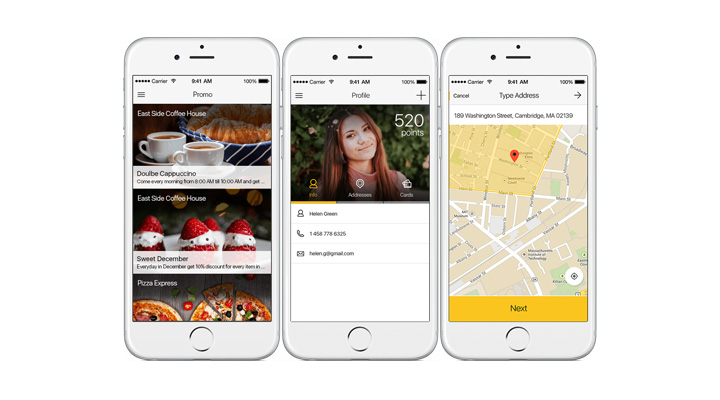 Carrier 9:41 AM 100%
Promo
East Side Coffee House
Doulbe Cappuccino
Come every morning from 8:00 AM till 10:00 AM and get ...
East Side Coffee House
Sweet December
Everyday in December get 10% discount for every item in ...
Pizza Express
Carrier 9:41 AM 100%
Profile
520
points
Info Addresses Cards
Helen Green
1 458 778 6325
helen.g@gmail.com
Carrier 9:41 AM 100%
Cancel Type Address
189 Washington Street, Cambridge, MA 02139
Massachusetts
Institute of
Technology
Next